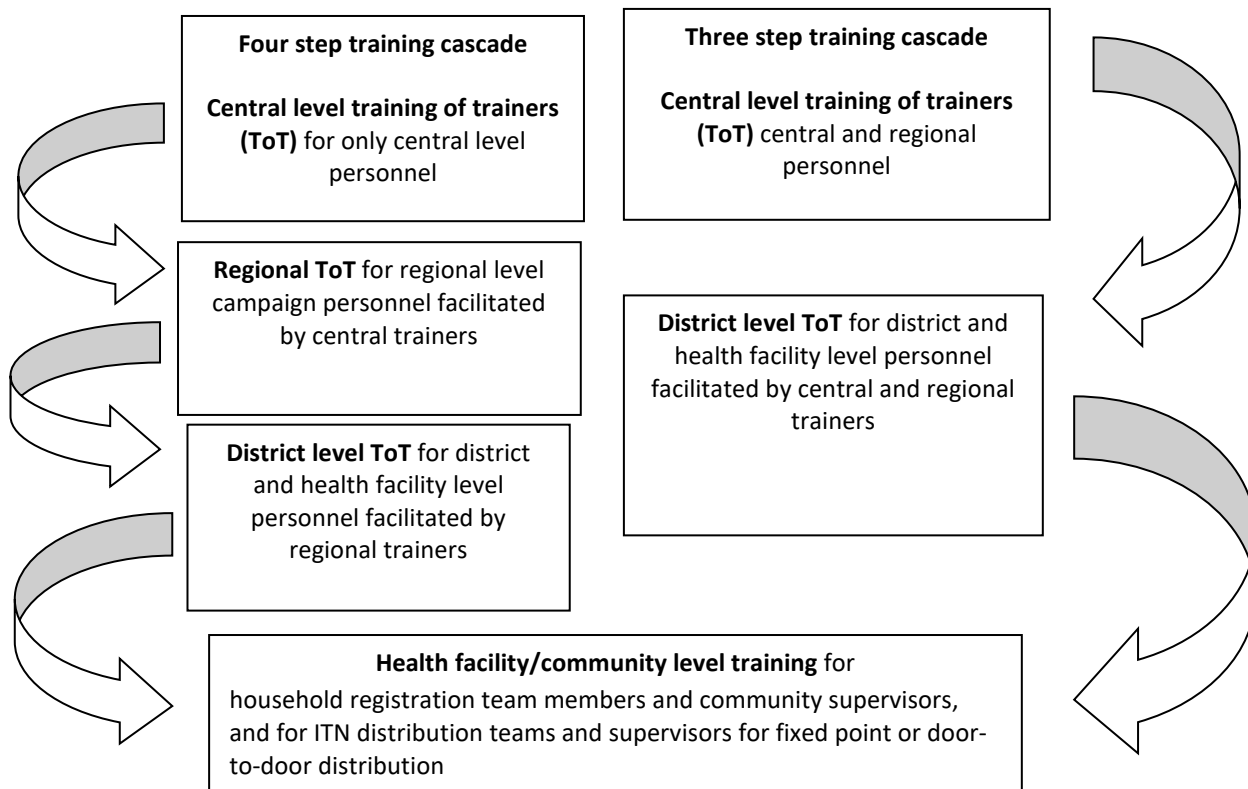 Four step training cascade
Central level training of trainers
(ToT) for only central level
personnel
Three step training cascade
Central level training of trainers
(ToT) central and regional
personnel
Regional ToT for regional level
campaign personnel facilitated
by central trainers
District level ToT for district and
health facility level personnel
facilitated by central and regional
trainers
District level ToT for district
and health facility level
personnel facilitated by
regional trainers
Health facility/community level training for
household registration team members and community supervisors,
and for ITN distribution teams and supervisors for fixed point or door-
to-door distribution